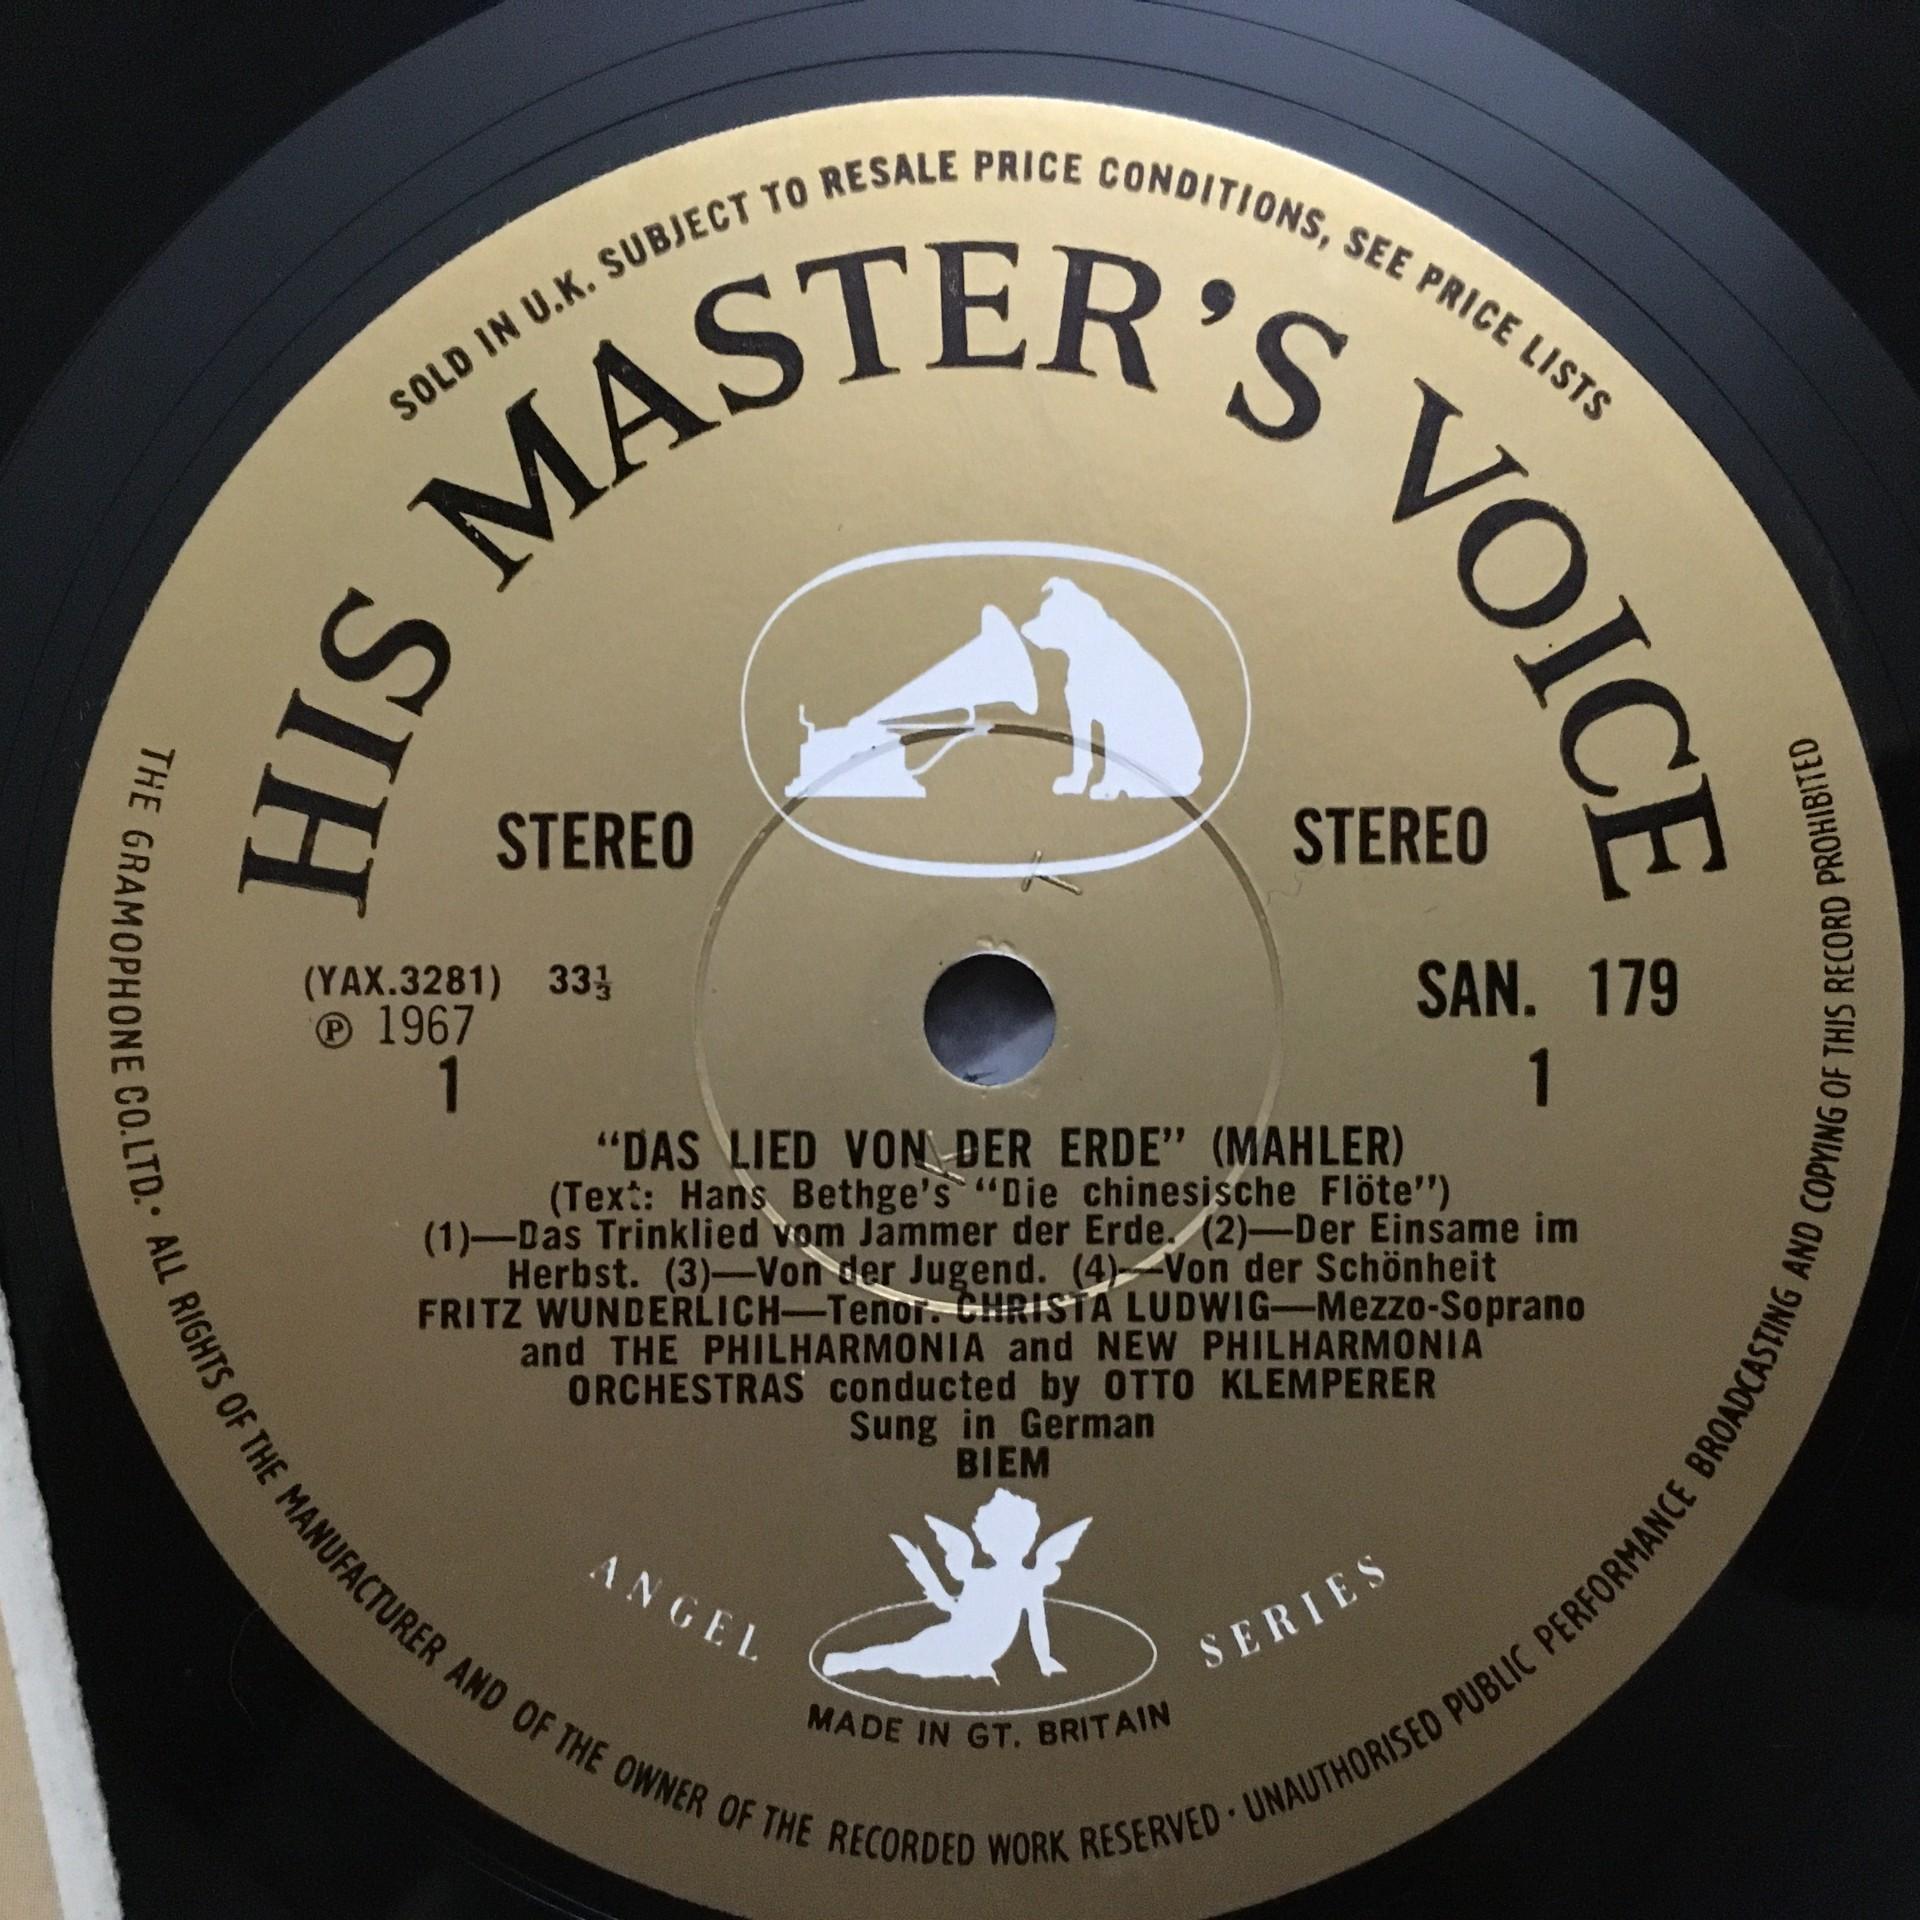 SOLD IN U.K. SUBJECT TO RESALE PRICE CONDITIONS, SEE PRICE LISTS
HIS MASTER'S VOICE
STEREO STEREO
(YAX.3281) 33⅓ SAN. 179
℗ 1967
1 1
"DAS LIED VON DER ERDE" (MAHLER)
(Text: Hans Bethge's "Die chinesische Flöte")
(1)—Das Trinklied vom Jammer der Erde. (2)—Der Einsame im
Herbst. (3)—Von der Jugend. (4)—Von der Schönheit
FRITZ WUNDERLICH—Tenor. CHRISTA LUDWIG—Mezzo-Soprano
and THE PHILHARMONIA and NEW PHILHARMONIA
ORCHESTRAS conducted by OTTO KLEMPERER
Sung in German
BIEM
ANGEL SERIES
MADE IN GT. BRITAIN
THE GRAMOPHONE CO.LTD. · ALL RIGHTS OF THE MANUFACTURER AND OF THE OWNER OF THE RECORDED WORK RESERVED · UNAUTHORISED PUBLIC PERFORMANCE BROADCASTING AND COPYING OF THIS RECORD PROHIBITED